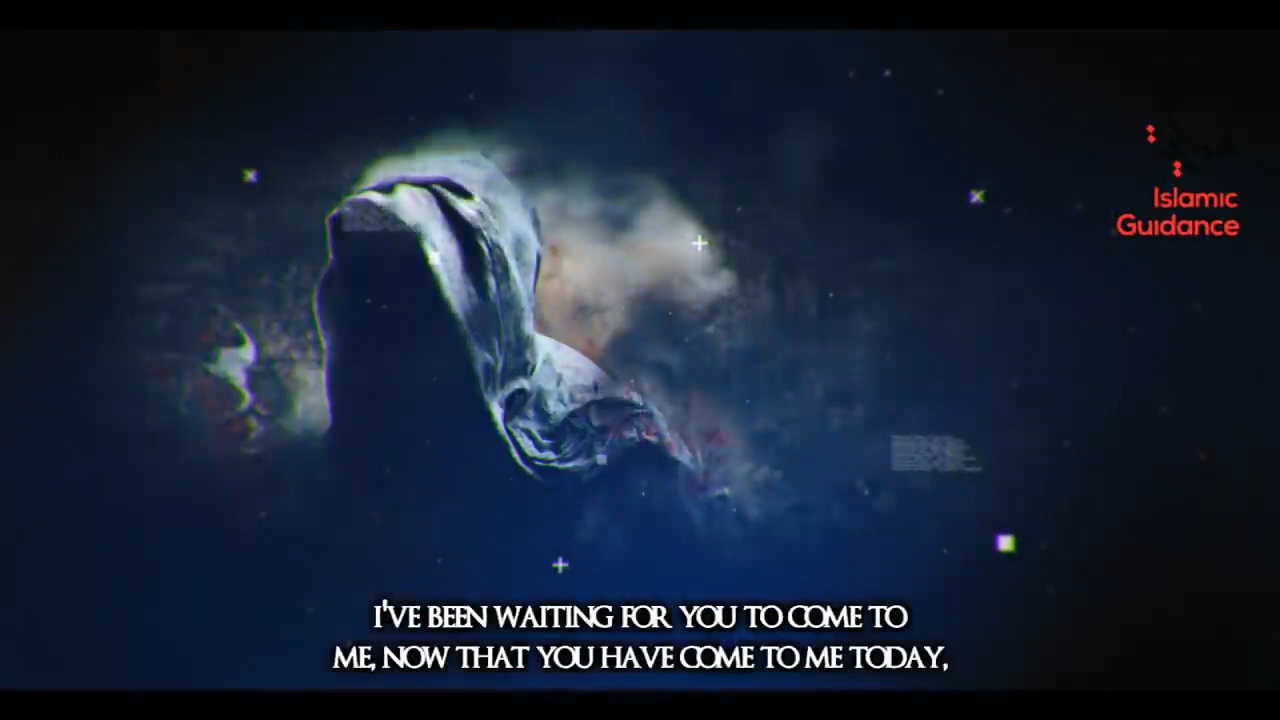 Islamic
Guidance
I'VE BEEN WAITING FOR YOU TO COME TO
ME, NOW THAT YOU HAVE COME TO ME TODAY,